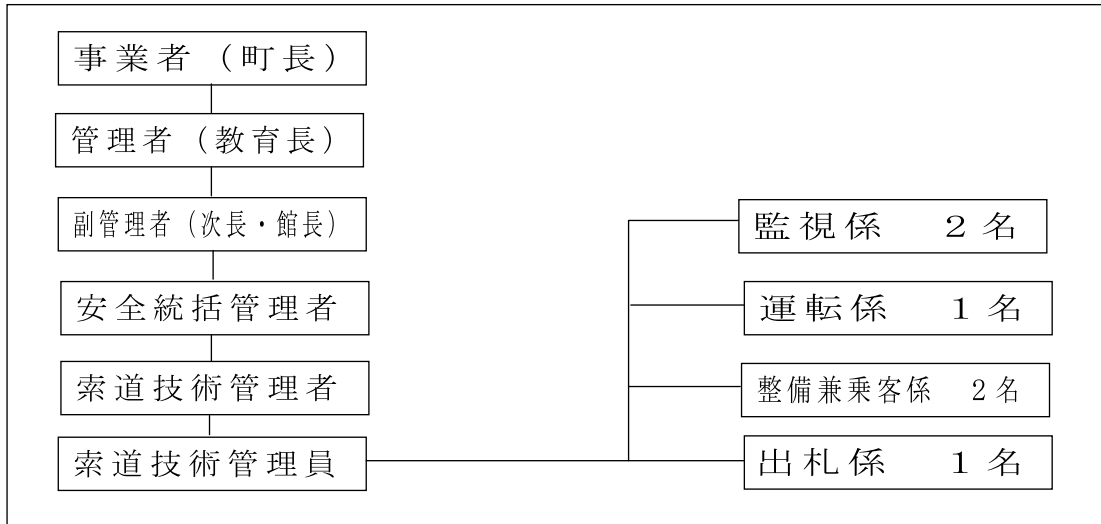 事業者（町長）
管理者（教育長）
副管理者（次長・館長）
安全統括管理者
索道技術管理者
索道技術管理員
監視係　２名
運転係　１名
整備兼乗客係　２名
出札係　１名